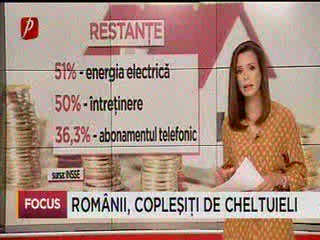 P
RESTANȚE
51% - energia electrică
50% - întreținere
36,3% - abonamentul telefonic
sursa: INSSE
FOCUS
ROMÂNII, COPLEȘIȚI DE CHELTUIELI